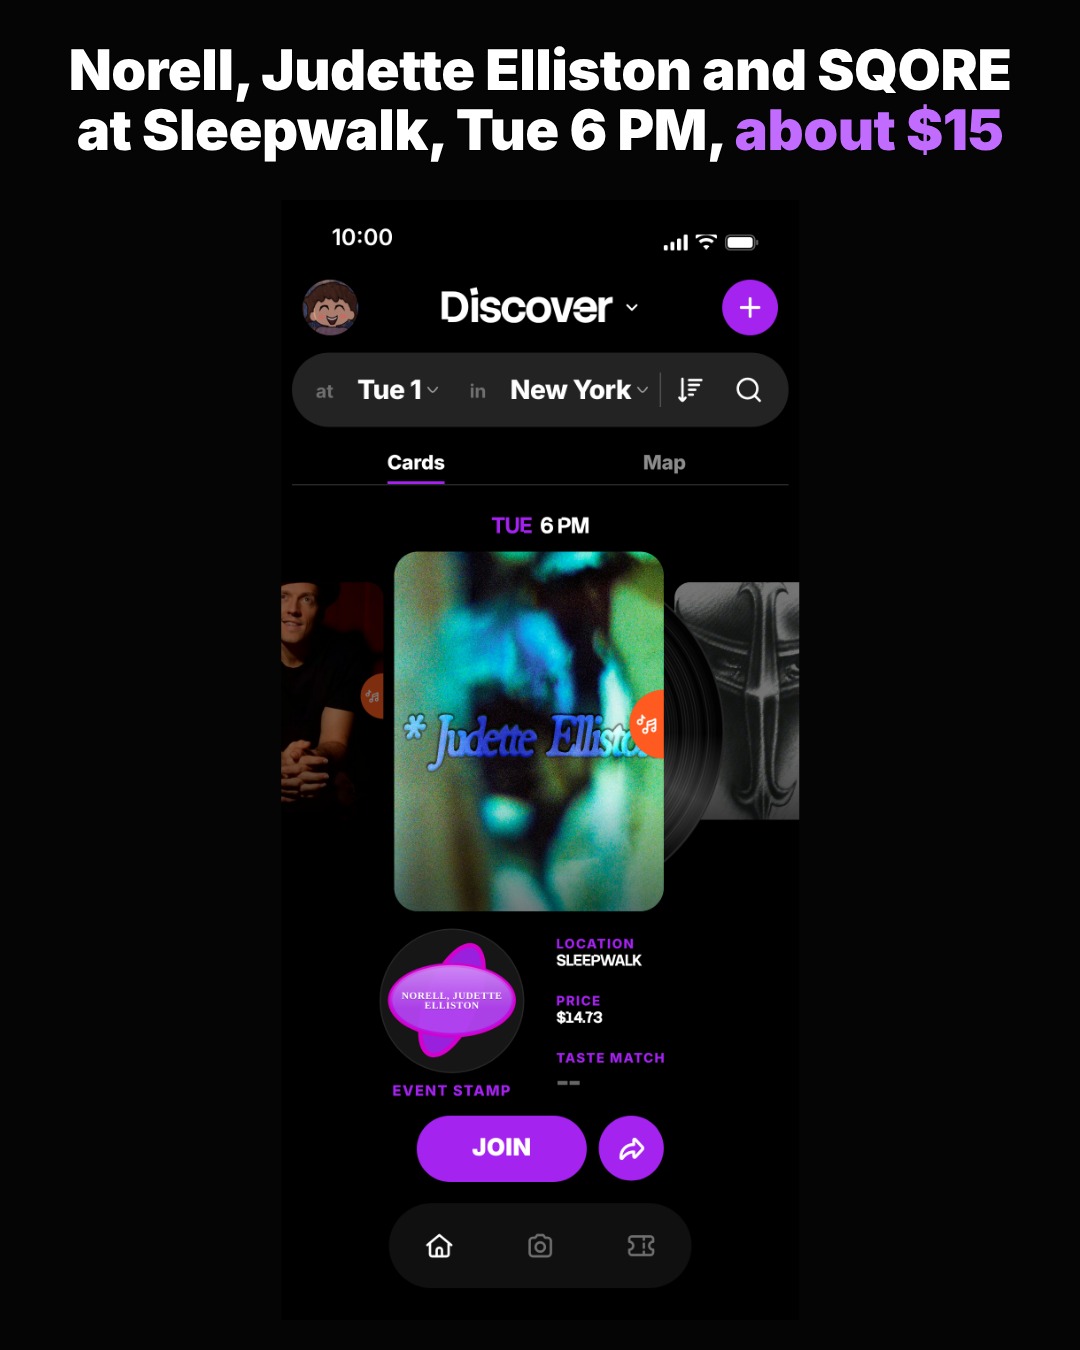 Norell, Judette Elliston and SQORE
at Sleepwalk, Tue 6 PM, about $15
10:00
Discover
at Tue 1 in New York
Cards Map
TUE 6 PM
* Judette Ellisto
LOCATION
SLEEPWALK
NORELL, JUDETTE
ELLISTON
PRICE
$14.73
TASTE MATCH
--
EVENT STAMP
JOIN